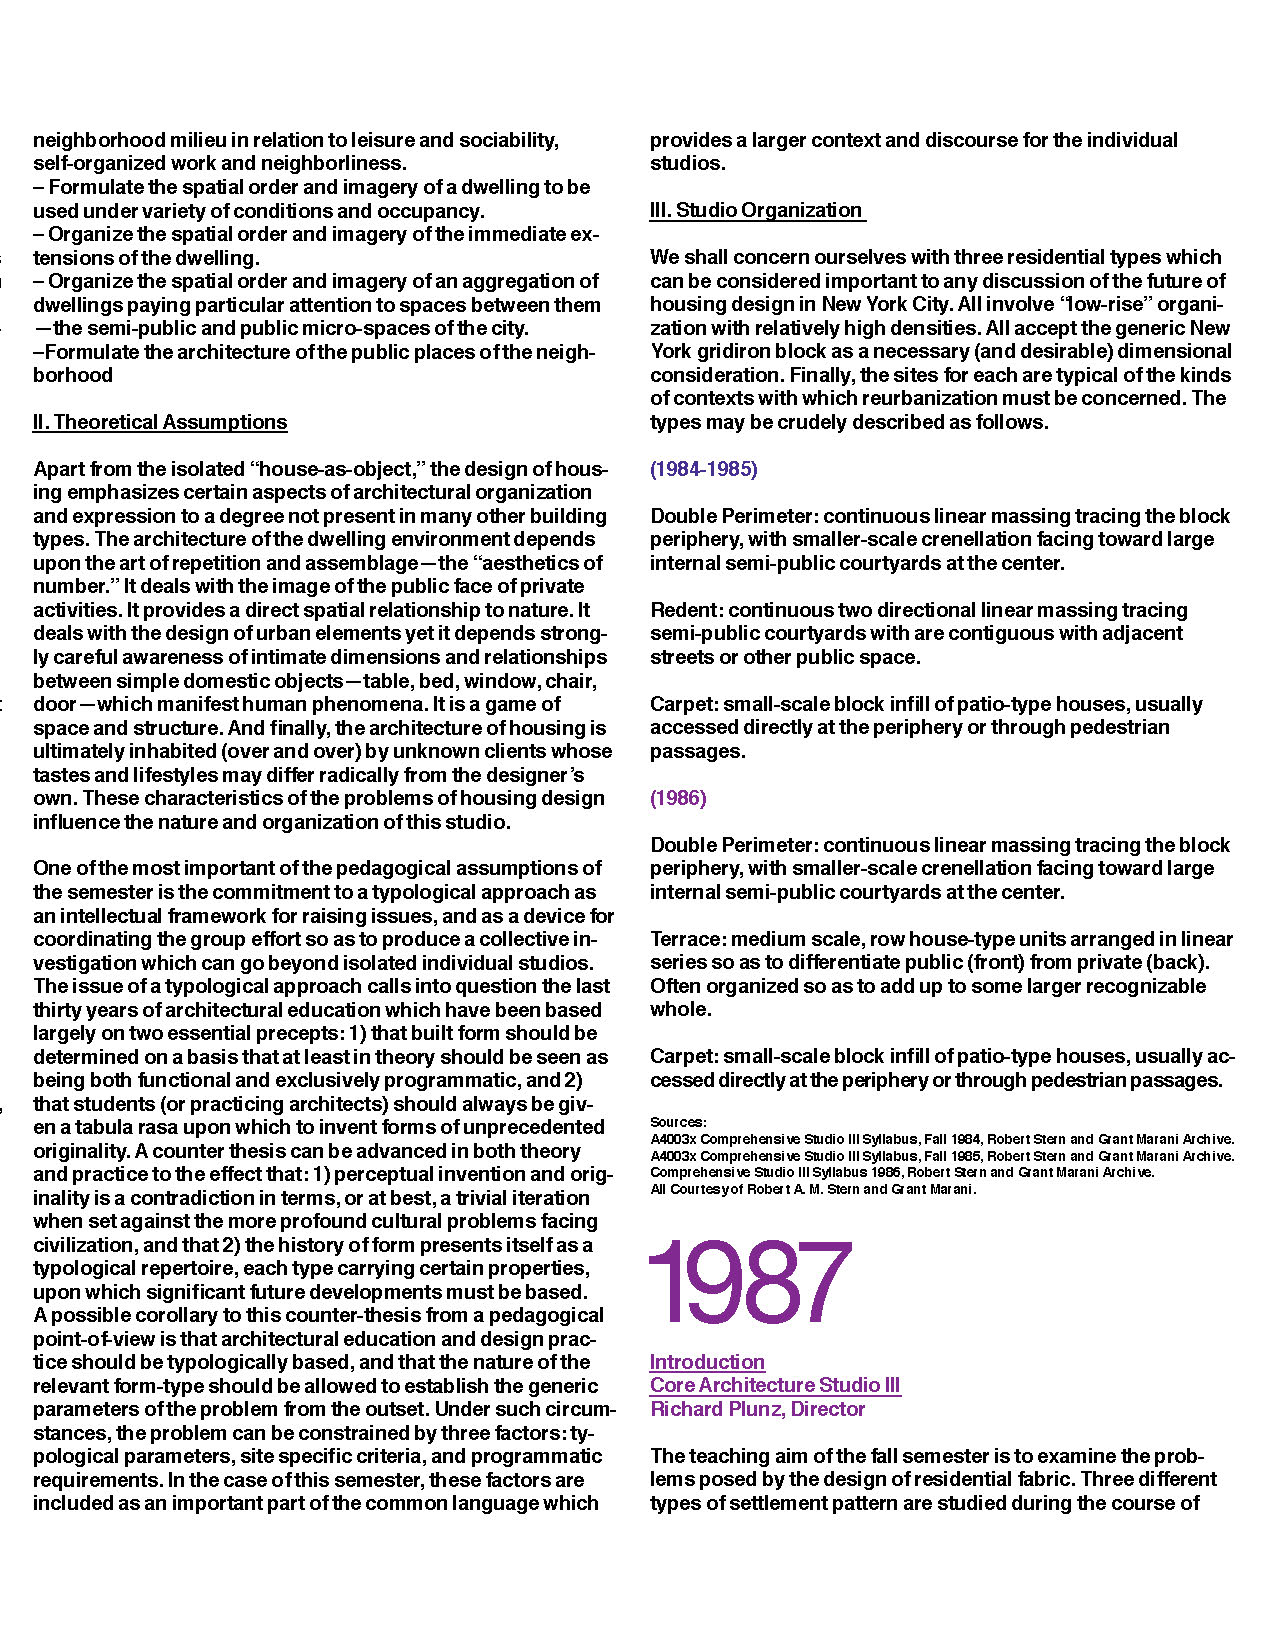 neighborhood milieu in relation to leisure and sociability,
self-organized work and neighborliness.
– Formulate the spatial order and imagery of a dwelling to be
used under variety of conditions and occupancy.
– Organize the spatial order and imagery of the immediate ex-
tensions of the dwelling.
– Organize the spatial order and imagery of an aggregation of
dwellings paying particular attention to spaces between them
—the semi-public and public micro-spaces of the city.
–Formulate the architecture of the public places of the neigh-
borhood
II. Theoretical Assumptions
Apart from the isolated “house-as-object,” the design of hous-
ing emphasizes certain aspects of architectural organization
and expression to a degree not present in many other building
types. The architecture of the dwelling environment depends
upon the art of repetition and assemblage—the “aesthetics of
number.” It deals with the image of the public face of private
activities. It provides a direct spatial relationship to nature. It
deals with the design of urban elements yet it depends strong-
ly careful awareness of intimate dimensions and relationships
between simple domestic objects—table, bed, window, chair,
door—which manifest human phenomena. It is a game of
space and structure. And finally, the architecture of housing is
ultimately inhabited (over and over) by unknown clients whose
tastes and lifestyles may differ radically from the designer’s
own. These characteristics of the problems of housing design
influence the nature and organization of this studio.
One of the most important of the pedagogical assumptions of
the semester is the commitment to a typological approach as
an intellectual framework for raising issues, and as a device for
coordinating the group effort so as to produce a collective in-
vestigation which can go beyond isolated individual studios.
The issue of a typological approach calls into question the last
thirty years of architectural education which have been based
largely on two essential precepts: 1) that built form should be
determined on a basis that at least in theory should be seen as
being both functional and exclusively programmatic, and 2)
that students (or practicing architects) should always be giv-
en a tabula rasa upon which to invent forms of unprecedented
originality. A counter thesis can be advanced in both theory
and practice to the effect that: 1) perceptual invention and orig-
inality is a contradiction in terms, or at best, a trivial iteration
when set against the more profound cultural problems facing
civilization, and that 2) the history of form presents itself as a
typological repertoire, each type carrying certain properties,
upon which significant future developments must be based.
A possible corollary to this counter-thesis from a pedagogical
point-of-view is that architectural education and design prac-
tice should be typologically based, and that the nature of the
relevant form-type should be allowed to establish the generic
parameters of the problem from the outset. Under such circum-
stances, the problem can be constrained by three factors: ty-
pological parameters, site specific criteria, and programmatic
requirements. In the case of this semester, these factors are
included as an important part of the common language which
provides a larger context and discourse for the individual
studios.
III. Studio Organization
We shall concern ourselves with three residential types which
can be considered important to any discussion of the future of
housing design in New York City. All involve “low-rise” organi-
zation with relatively high densities. All accept the generic New
York gridiron block as a necessary (and desirable) dimensional
consideration. Finally, the sites for each are typical of the kinds
of contexts with which reurbanization must be concerned. The
types may be crudely described as follows.
(1984-1985)
Double Perimeter: continuous linear massing tracing the block
periphery, with smaller-scale crenellation facing toward large
internal semi-public courtyards at the center.
Redent: continuous two directional linear massing tracing
semi-public courtyards with are contiguous with adjacent
streets or other public space.
Carpet: small-scale block infill of patio-type houses, usually
accessed directly at the periphery or through pedestrian
passages.
(1986)
Double Perimeter: continuous linear massing tracing the block
periphery, with smaller-scale crenellation facing toward large
internal semi-public courtyards at the center.
Terrace: medium scale, row house-type units arranged in linear
series so as to differentiate public (front) from private (back).
Often organized so as to add up to some larger recognizable
whole.
Carpet: small-scale block infill of patio-type houses, usually ac-
cessed directly at the periphery or through pedestrian passages.
Sources:
A4003x Comprehensive Studio III Syllabus, Fall 1984, Robert Stern and Grant Marani Archive.
A4003x Comprehensive Studio III Syllabus, Fall 1985, Robert Stern and Grant Marani Archive.
Comprehensive Studio III Syllabus 1986, Robert Stern and Grant Marani Archive.
All Courtesy of Robert A. M. Stern and Grant Marani.
1987
Introduction
Core Architecture Studio III
Richard Plunz, Director
The teaching aim of the fall semester is to examine the prob-
lems posed by the design of residential fabric. Three different
types of settlement pattern are studied during the course of